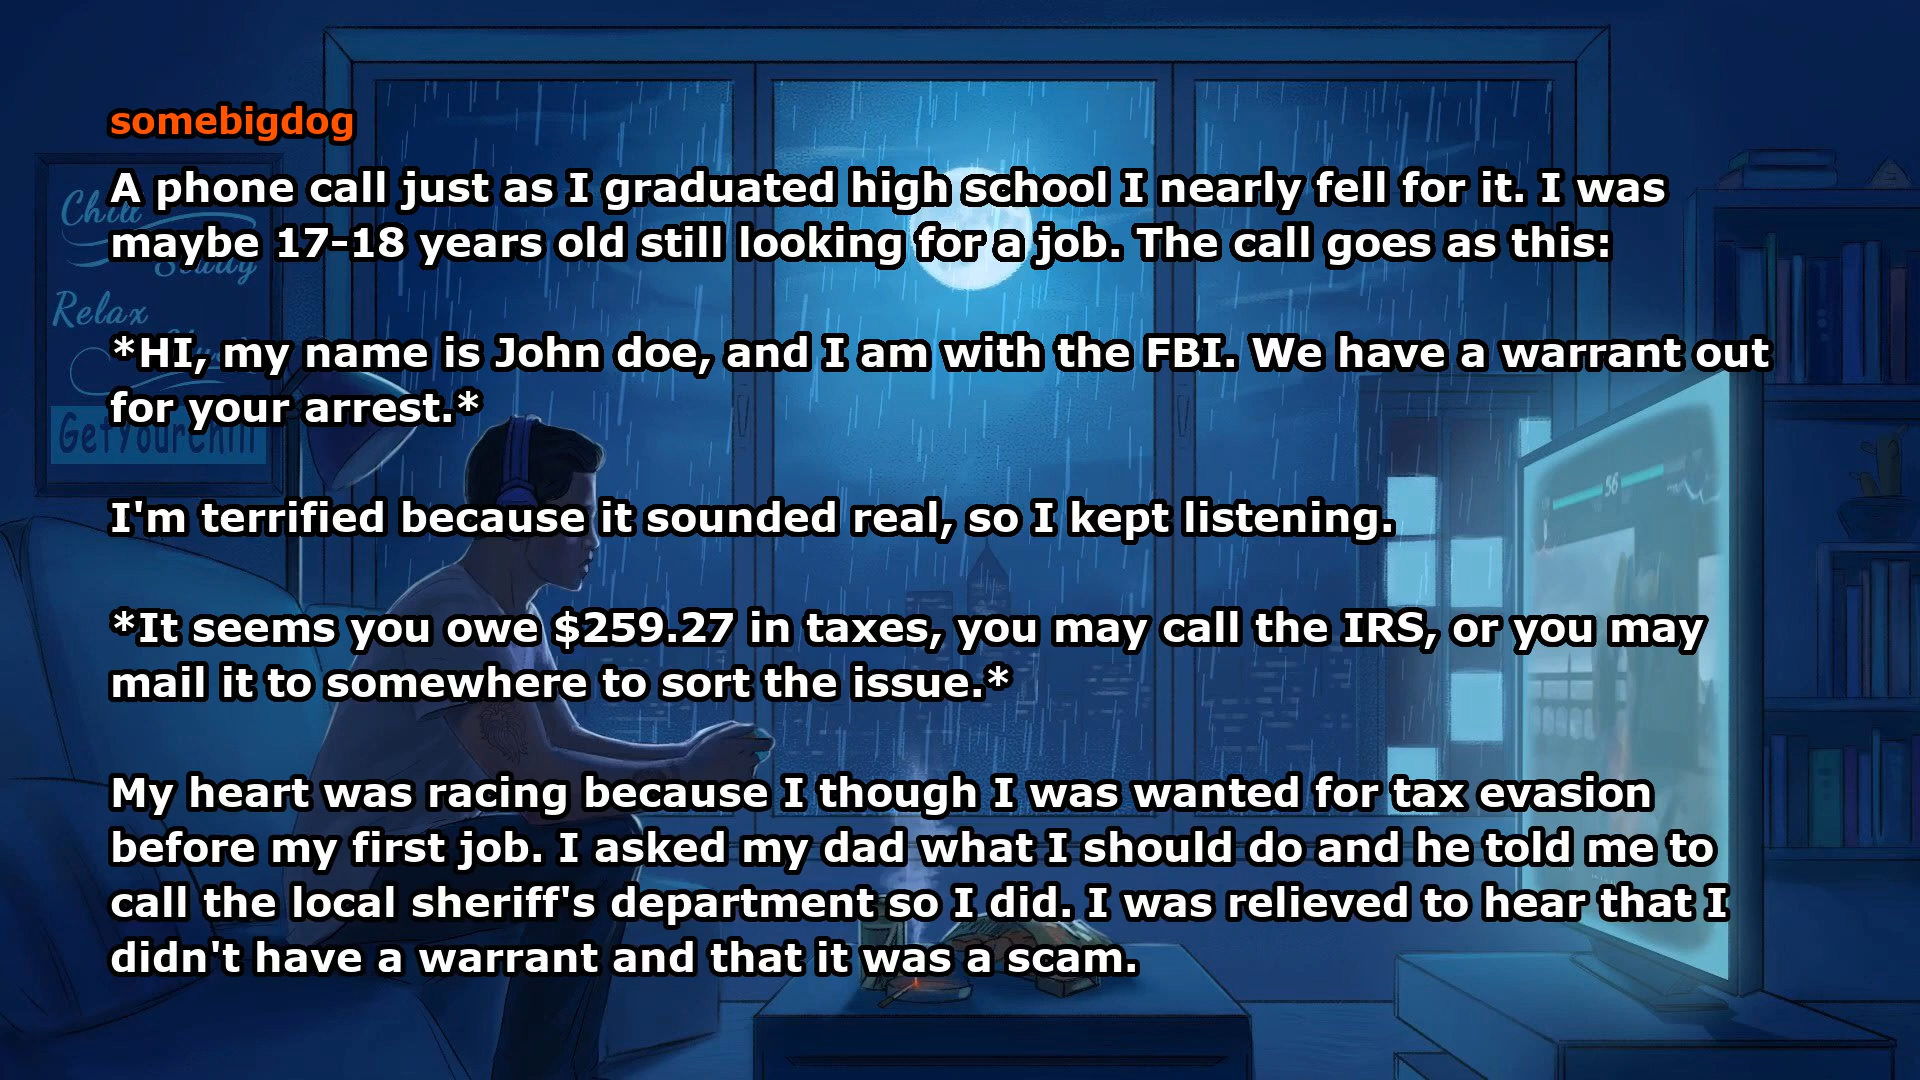 somebigdog
A phone call just as I graduated high school I nearly fell for it. I was
maybe 17-18 years old still looking for a job. The call goes as this:
*HI, my name is John doe, and I am with the FBI. We have a warrant out
for your arrest.*
I'm terrified because it sounded real, so I kept listening.
*It seems you owe $259.27 in taxes, you may call the IRS, or you may
mail it to somewhere to sort the issue.*
My heart was racing because I though I was wanted for tax evasion
before my first job. I asked my dad what I should do and he told me to
call the local sheriff's department so I did. I was relieved to hear that I
didn't have a warrant and that it was a scam.
Chill
Study
Relax
GetYourChill
56